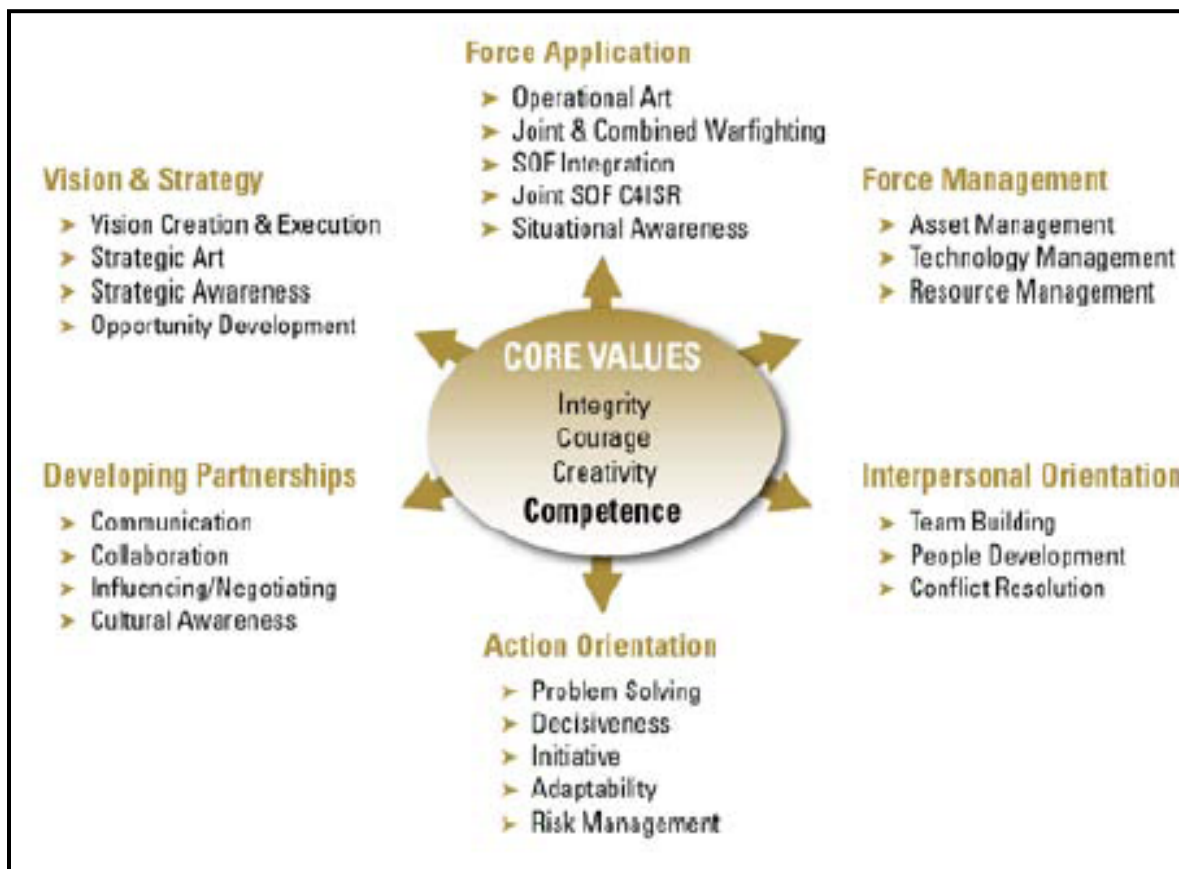 Force Application
➤ Operational Art
➤ Joint & Combined Warfighting
➤ SOF Integration
➤ Joint SOF C4ISR
➤ Situational Awareness
Vision & Strategy
➤ Vision Creation & Execution
➤ Strategic Art
➤ Strategic Awareness
➤ Opportunity Development
Force Management
➤ Asset Management
➤ Technology Management
➤ Resource Management
CORE VALUES
Integrity
Courage
Creativity
Competence
Developing Partnerships
➤ Communication
➤ Collaboration
➤ Influencing/Negotiating
➤ Cultural Awareness
Interpersonal Orientation
➤ Team Building
➤ People Development
➤ Conflict Resolution
Action Orientation
➤ Problem Solving
➤ Decisiveness
➤ Initiative
➤ Adaptability
➤ Risk Management